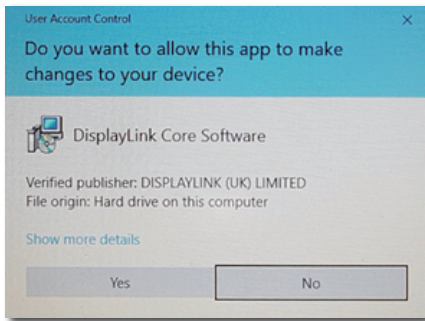 User Account Control
Do you want to allow this app to make
changes to your device?
DisplayLink Core Software
Verified publisher: DISPLAYLINK (UK) LIMITED
File origin: Hard drive on this computer
Show more details
Yes
No